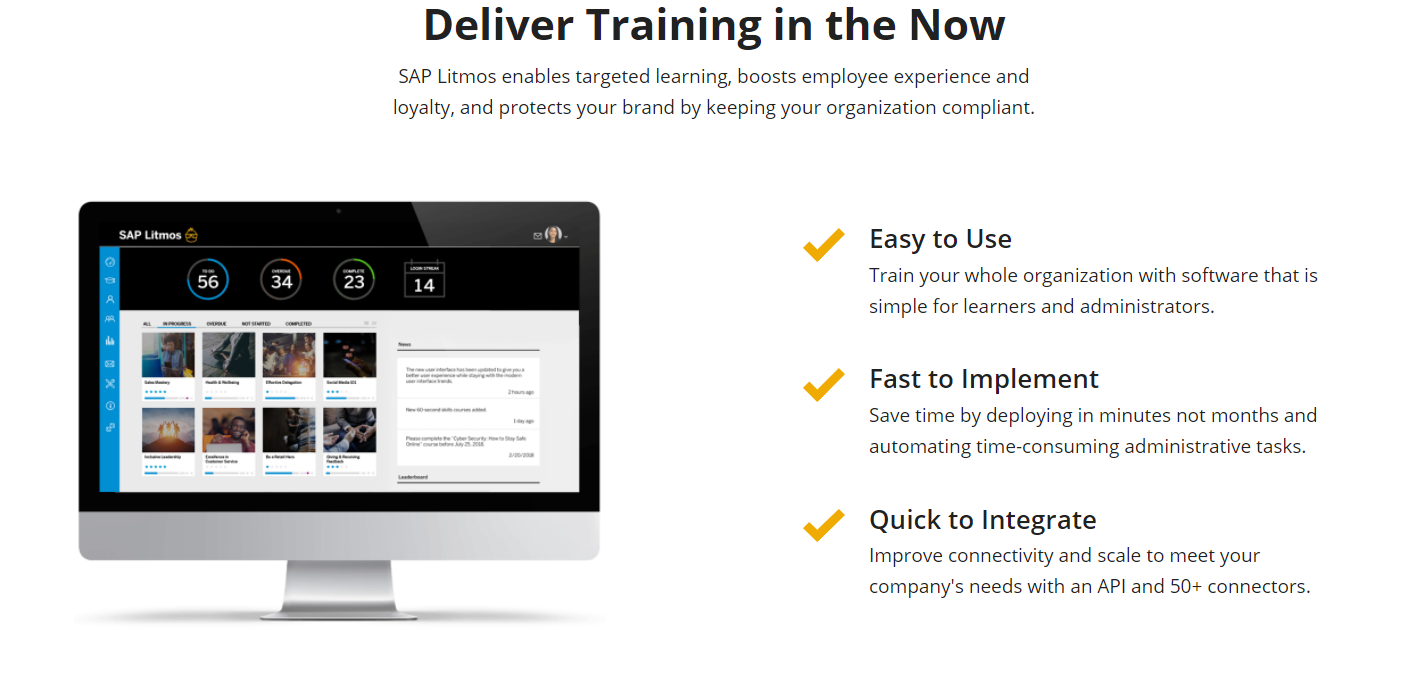 Deliver Training in the Now
SAP Litmos enables targeted learning, boosts employee experience and
loyalty, and protects your brand by keeping your organization compliant.
SAP Litmos
TO DO
56
OVERDUE
34
COMPLETE
23
LOGIN STREAK
14
ALL IN PROGRESS OVERDUE NOT STARTED COMPLETED
Sales Mastery
Health & Wellbeing
Effective Delegation
Social Media 101
Inclusive Leadership
Excellence in
Customer Service
Be a Retail Hero
Giving & Receiving
Feedback
News
The new user interface has been updated to give you a
better user experience while staying with the modern
user interface trends.
2 hours ago
New 60-second skills courses added.
1 day ago
Please complete the "Cyber Security: How to Stay Safe
Online" course before July 25, 2018.
2/20/2018
Leaderboard
Easy to Use
Train your whole organization with software that is
simple for learners and administrators.
Fast to Implement
Save time by deploying in minutes not months and
automating time-consuming administrative tasks.
Quick to Integrate
Improve connectivity and scale to meet your
company's needs with an API and 50+ connectors.